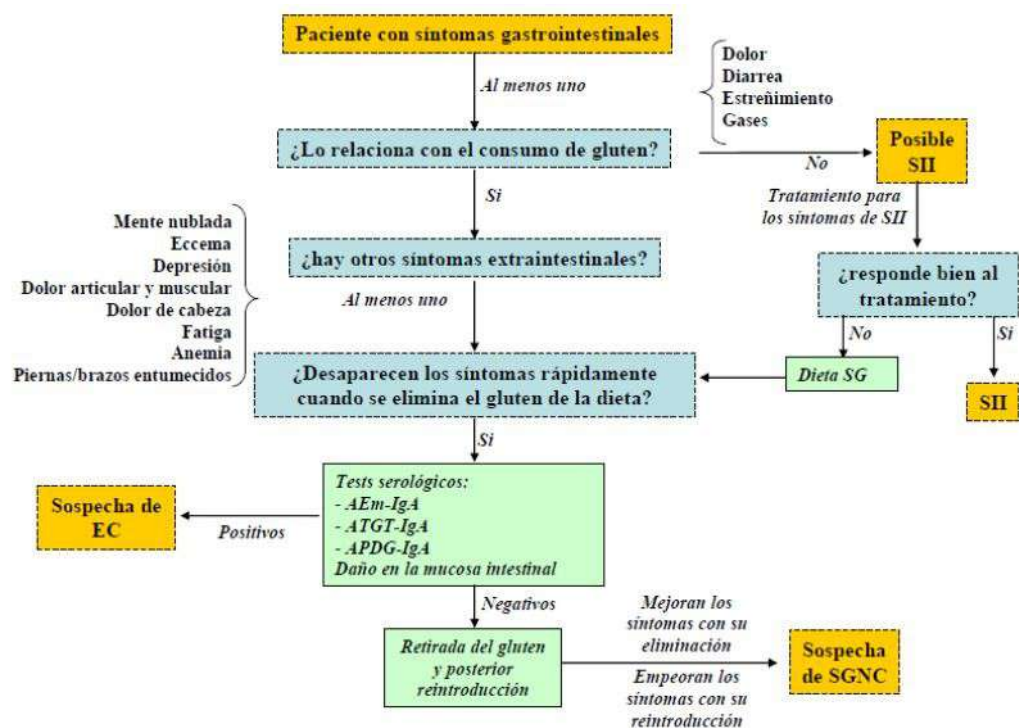 Paciente con síntomas gastrointestinales
Al menos uno
Dolor
Diarrea
Estreñimiento
Gases
¿Lo relaciona con el consumo de gluten?
No
Posible
SII
Si
Tratamiento para
los síntomas de SII
Mente nublada
Eccema
Depresión
Dolor articular y muscular
Dolor de cabeza
Fatiga
Anemia
Piernas/brazos entumecidos
¿hay otros síntomas extraintestinales?
Al menos uno
¿responde bien al
tratamiento?
No
Si
Dieta SG
SII
¿Desaparecen los síntomas rápidamente
cuando se elimina el gluten de la dieta?
Si
Tests serológicos:
- AEm-IgA
- ATGT-IgA
- APDG-IgA
Daño en la mucosa intestinal
Positivos
Sospecha de
EC
Negativos
Retirada del gluten
y posterior
reintroducción
Mejoran los
síntomas con su
eliminación
Empeoran los
síntomas con su
reintroducción
Sospecha
de SGNC